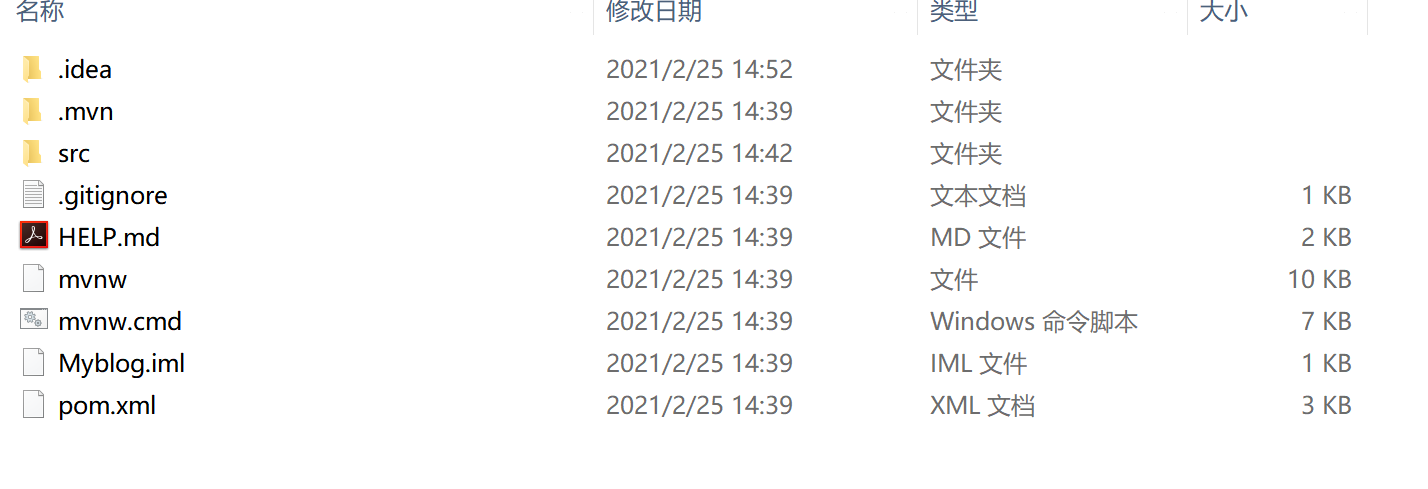 名称 修改日期 类型 大小
.idea 2021/2/25 14:52 文件夹
.mvn 2021/2/25 14:39 文件夹
src 2021/2/25 14:42 文件夹
.gitignore 2021/2/25 14:39 文本文档 1 KB
HELP.md 2021/2/25 14:39 MD 文件 2 KB
mvnw 2021/2/25 14:39 文件 10 KB
mvnw.cmd 2021/2/25 14:39 Windows 命令脚本 7 KB
Myblog.iml 2021/2/25 14:39 IML 文件 1 KB
pom.xml 2021/2/25 14:39 XML 文档 3 KB